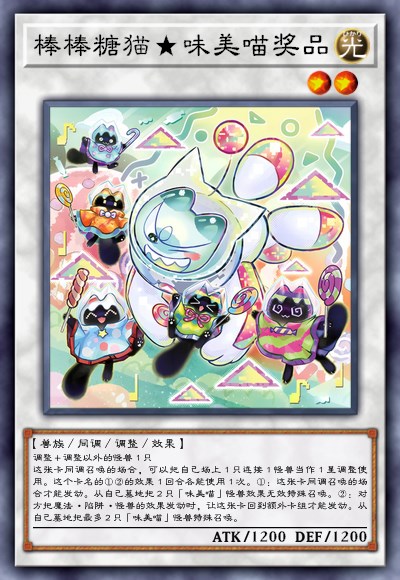 棒棒糖猫★味美喵奖品
光
【兽族/同调/调整/效果】
调整+调整以外的怪兽1只
这张卡同调召唤的场合,可以把自己场上1只连接1怪兽当作1星调整使
用。这个卡名的①②的效果1回合各能使用1次。①:这张卡同调召唤的场
合才能发动。从自己墓地把2只「味美喵」怪兽效果无效特殊召唤。②:对
方把魔法·陷阱·怪兽的效果发动时,让这张卡回到额外卡组才能发动。从
自己墓地把最多2只「味美喵」怪兽特殊召唤。
ATK/1200 DEF/1200